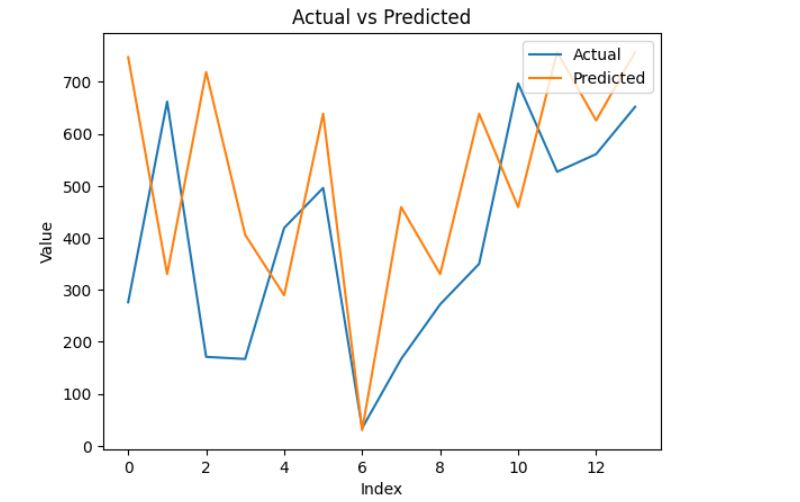 Actual vs Predicted
Actual
Predicted
700
600
500
400
300
200
100
0
Value
0 2 4 6 8 10 12
Index